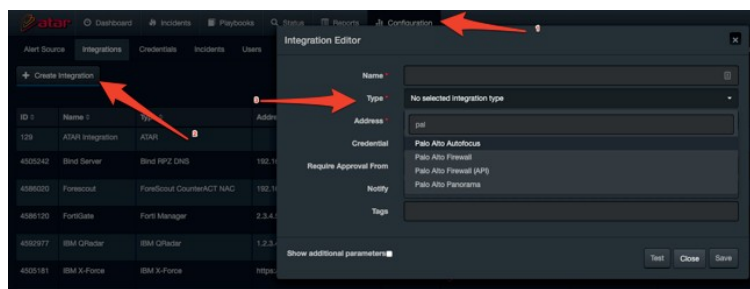 atar Dashboard Incidents Playbooks Status Reports Configuration
Alert Source Integrations Credentials Incidents Users
+ Create Integration
ID Name Type Addre
129 ATAR Integration ATAR
4505242 Bind Server Bind RPZ DNS 192.1
4586020 Forescout ForeScout CounterACT NAC 192.1
4586120 FortiGate Forti Manager 2.3.4.
4592977 IBM QRadar IBM QRadar 1.2.3.
4505181 IBM X-Force IBM X-Force https:
Integration Editor
Name *
Type * No selected integration type
Address *
pal
Credential Palo Alto Autofocus
Palo Alto Firewall
Require Approval From Palo Alto Firewall (API)
Notify Palo Alto Panorama
Tags
Show additional parameters
Test Close Save